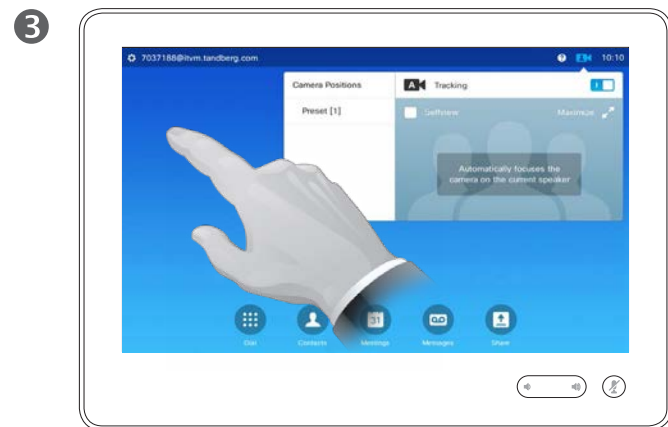 3
7037188@itvm.tandberg.com
? 10:10
Camera Positions
A Tracking
Preset [1]
Selfview Maximize
Automatically focuses the
camera on the current speaker
31
Dial Contacts Meetings Messages Share